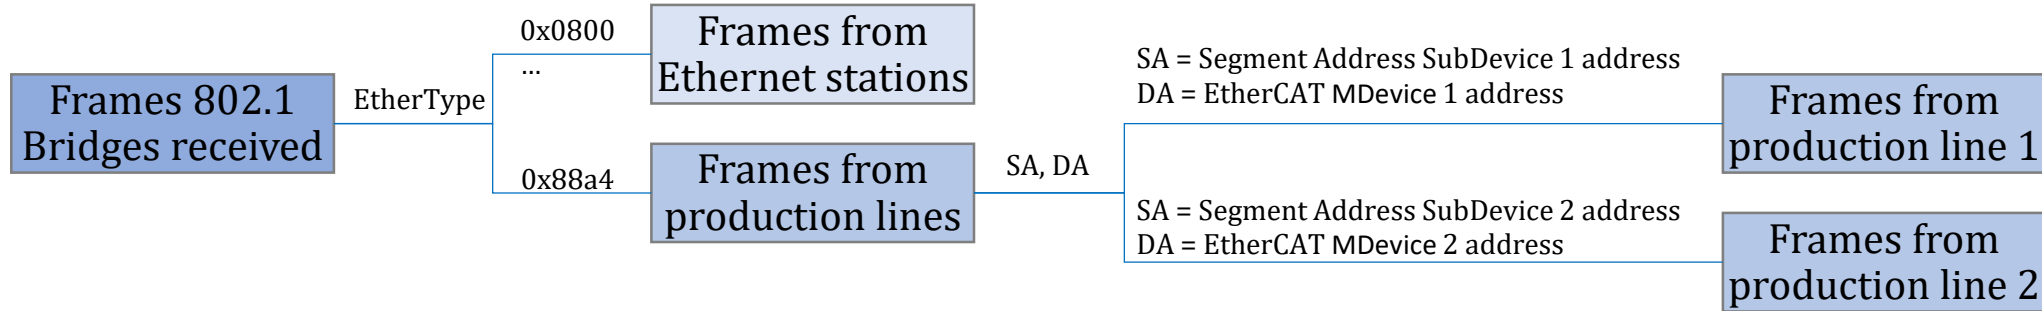 Frames 802.1
Bridges received
EtherType
0x0800
...
Frames from
Ethernet stations
0x88a4
Frames from
production lines
SA, DA
SA = Segment Address SubDevice 1 address
DA = EtherCAT MDevice 1 address
Frames from
production line 1
SA = Segment Address SubDevice 2 address
DA = EtherCAT MDevice 2 address
Frames from
production line 2